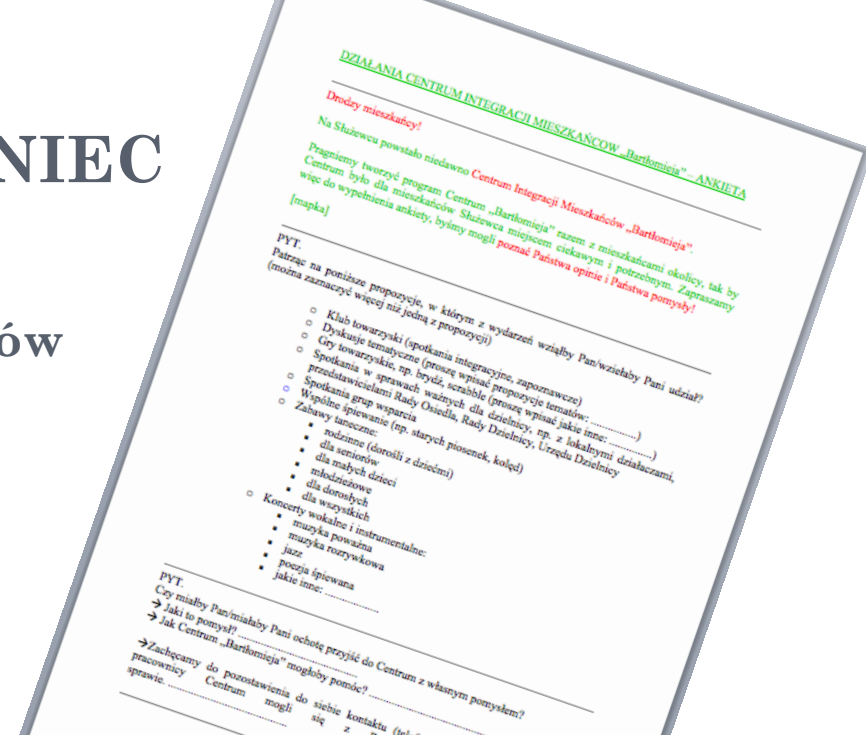 NIEC
ów
DZIAŁANIA CENTRUM INTEGRACJI MIESZKAŃCOW „Bartłomieja” – ANKIETA
Drodzy mieszkańcy!
Na Służewcu powstało niedawno Centrum Integracji Mieszkańców „Bartłomieja”.
Pragniemy tworzyć program Centrum „Bartłomieja” razem z mieszkańcami okolicy, tak by
Centrum było dla mieszkańców Służewca miejscem ciekawym i potrzebnym. Zapraszamy
więc do wypełnienia ankiety, byśmy mogli poznać Państwa opinie i Państwa pomysły!
[mapka]
PYT.
Patrząc na poniższe propozycje, w którym z wydarzeń wziąłby Pan/wzięłaby Pani udział?
(można zaznaczyć więcej niż jedną z propozycji)
Klub towarzyski (spotkania integracyjne, zapoznawcze)
Dyskusje tematyczne (proszę wpisać propozycje tematów: ..............)
Gry towarzyskie, np. brydż, scrabble (proszę wpisać jakie inne: ..............)
Spotkania w sprawach ważnych dla dzielnicy, np. z lokalnymi działaczami,
przedstawicielami Rady Osiedla, Rady Dzielnicy, Urzędu Dzielnicy
Spotkania grup wsparcia
Wspólne śpiewanie (np. starych piosenek, kolęd)
Zabawy taneczne:
rodzinne (dorośli z dziećmi)
dla seniorów
dla małych dzieci
młodzieżowe
dla dorosłych
dla wszystkich
Koncerty wokalne i instrumentalne:
muzyka poważna
muzyka rozrywkowa
jazz
poezja śpiewana
jakie inne: ..............
PYT.
Czy miałby Pan/miałaby Pani ochotę przyjść do Centrum z własnym pomysłem?
→ Jaki to pomysł? ..............
→ Jak Centrum „Bartłomieja” mogłoby pomóc? ..............
→Zachęcamy do pozostawienia do siebie kontaktu
pracownicy Centrum mogli się z
sprawie. ..............